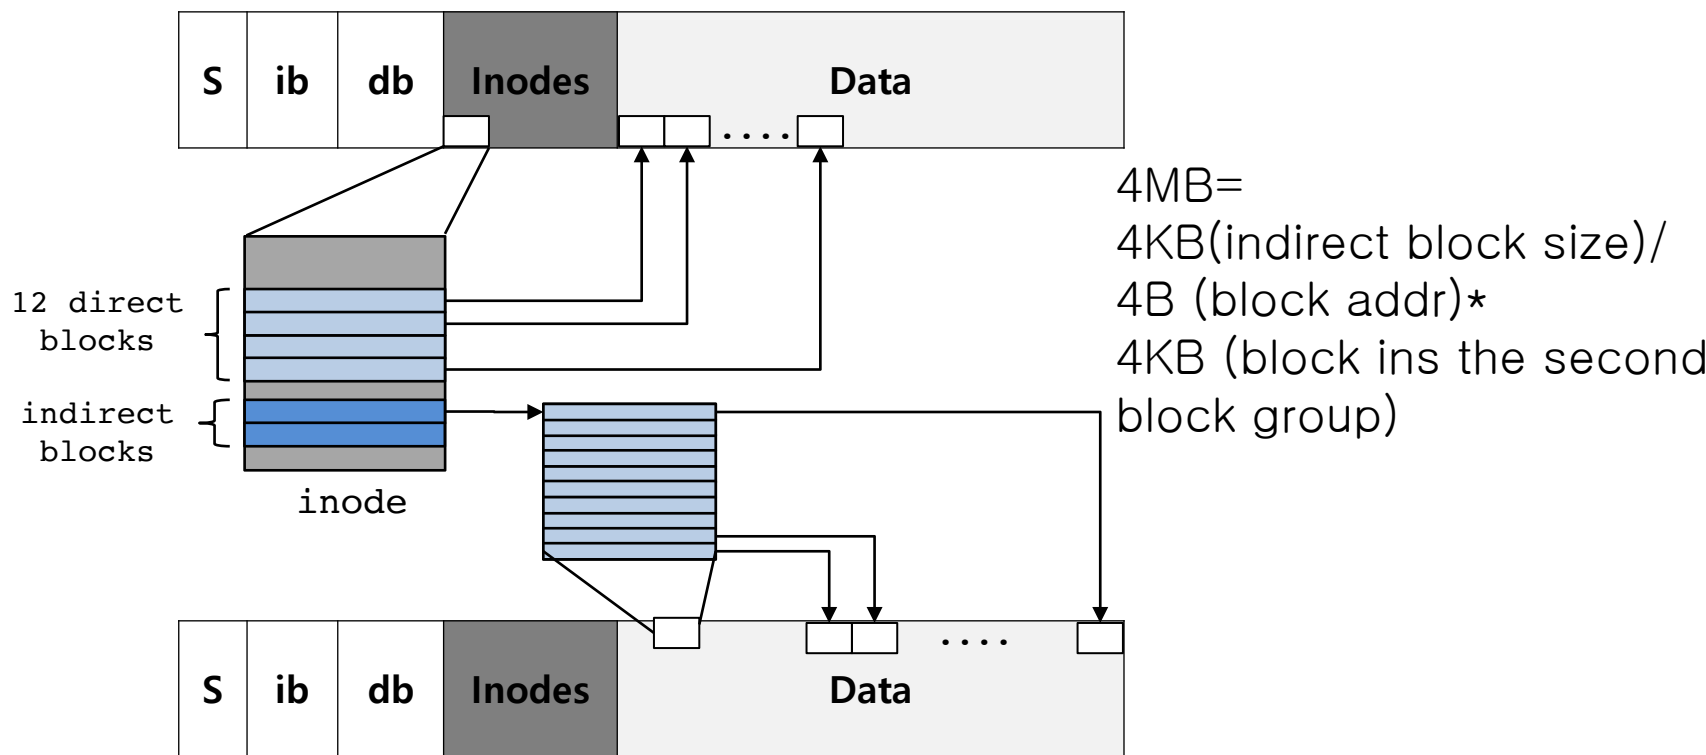 S ib db Inodes Data
....
4MB=
4KB(indirect block size)/
4B (block addr)*
4KB (block ins the second
block group)
12 direct
blocks
indirect
blocks
inode
....
S ib db Inodes Data